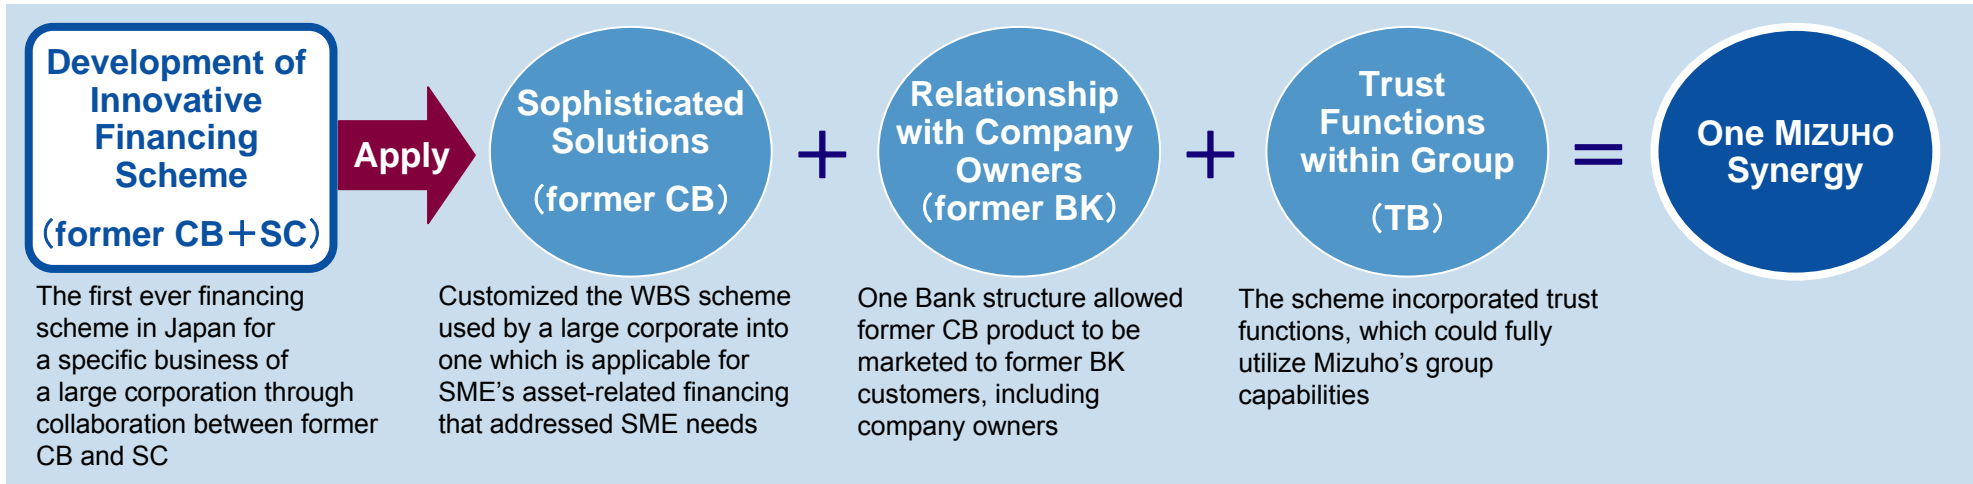 Development of
Innovative
Financing
Scheme
（former CB＋SC）
Apply
Sophisticated
Solutions
（former CB）
+
Relationship
with Company
Owners
（former BK）
+
Trust
Functions
within Group
（TB）
=
One MIZUHO
Synergy
The first ever financing
scheme in Japan for
a specific business of
a large corporation through
collaboration between former
CB and SC
Customized the WBS scheme
used by a large corporate into
one which is applicable for
SME’s asset-related financing
that addressed SME needs
One Bank structure allowed
former CB product to be
marketed to former BK
customers, including
company owners
The scheme incorporated trust
functions, which could fully
utilize Mizuho’s group
capabilities